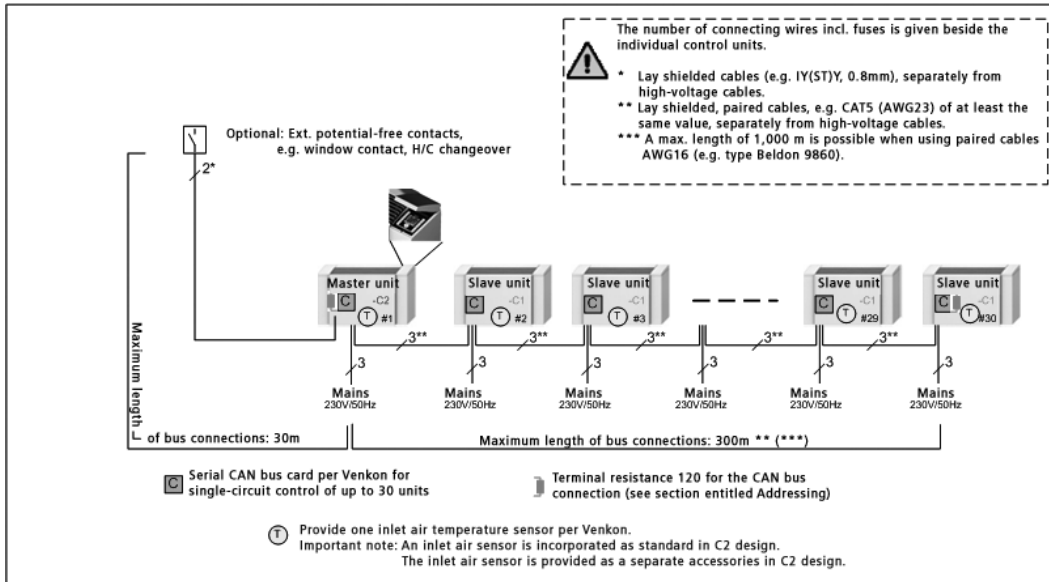 The number of connecting wires incl. fuses is given beside the
individual control units.
* Lay shielded cables (e.g. IY(ST)Y, 0.8mm), separately from
high-voltage cables.
** Lay shielded, paired cables, e.g. CAT5 (AWG23) of at least the
same value, separately from high-voltage cables.
*** A max. length of 1,000 m is possible when using paired cables
AWG16 (e.g. type Beldon 9860).
Optional: Ext. potential-free contacts,
e.g. window contact, H/C changeover
2*
Master unit
C
-C2
T
#1
Slave unit
C
-C1
T
#2
Slave unit
C
-C1
T
#3
Slave unit
C
-C1
T
#29
Slave unit
C
-C1
T
#30
3**
3**
3**
3**
3**
3
3
3
3
3
3
Mains
230V/50Hz
Mains
230V/50Hz
Mains
230V/50Hz
Mains
230V/50Hz
Mains
230V/50Hz
Mains
230V/50Hz
Maximum length
of bus connections: 30m
Maximum length of bus connections: 300m ** (***)
C
Serial CAN bus card per Venkon for
single-circuit control of up to 30 units
Terminal resistance 120 for the CAN bus
connection (see section entitled Addressing)
T
Provide one inlet air temperature sensor per Venkon.
Important note: An inlet air sensor is incorporated as standard in C2 design.
The inlet air sensor is provided as a separate accessories in C2 design.